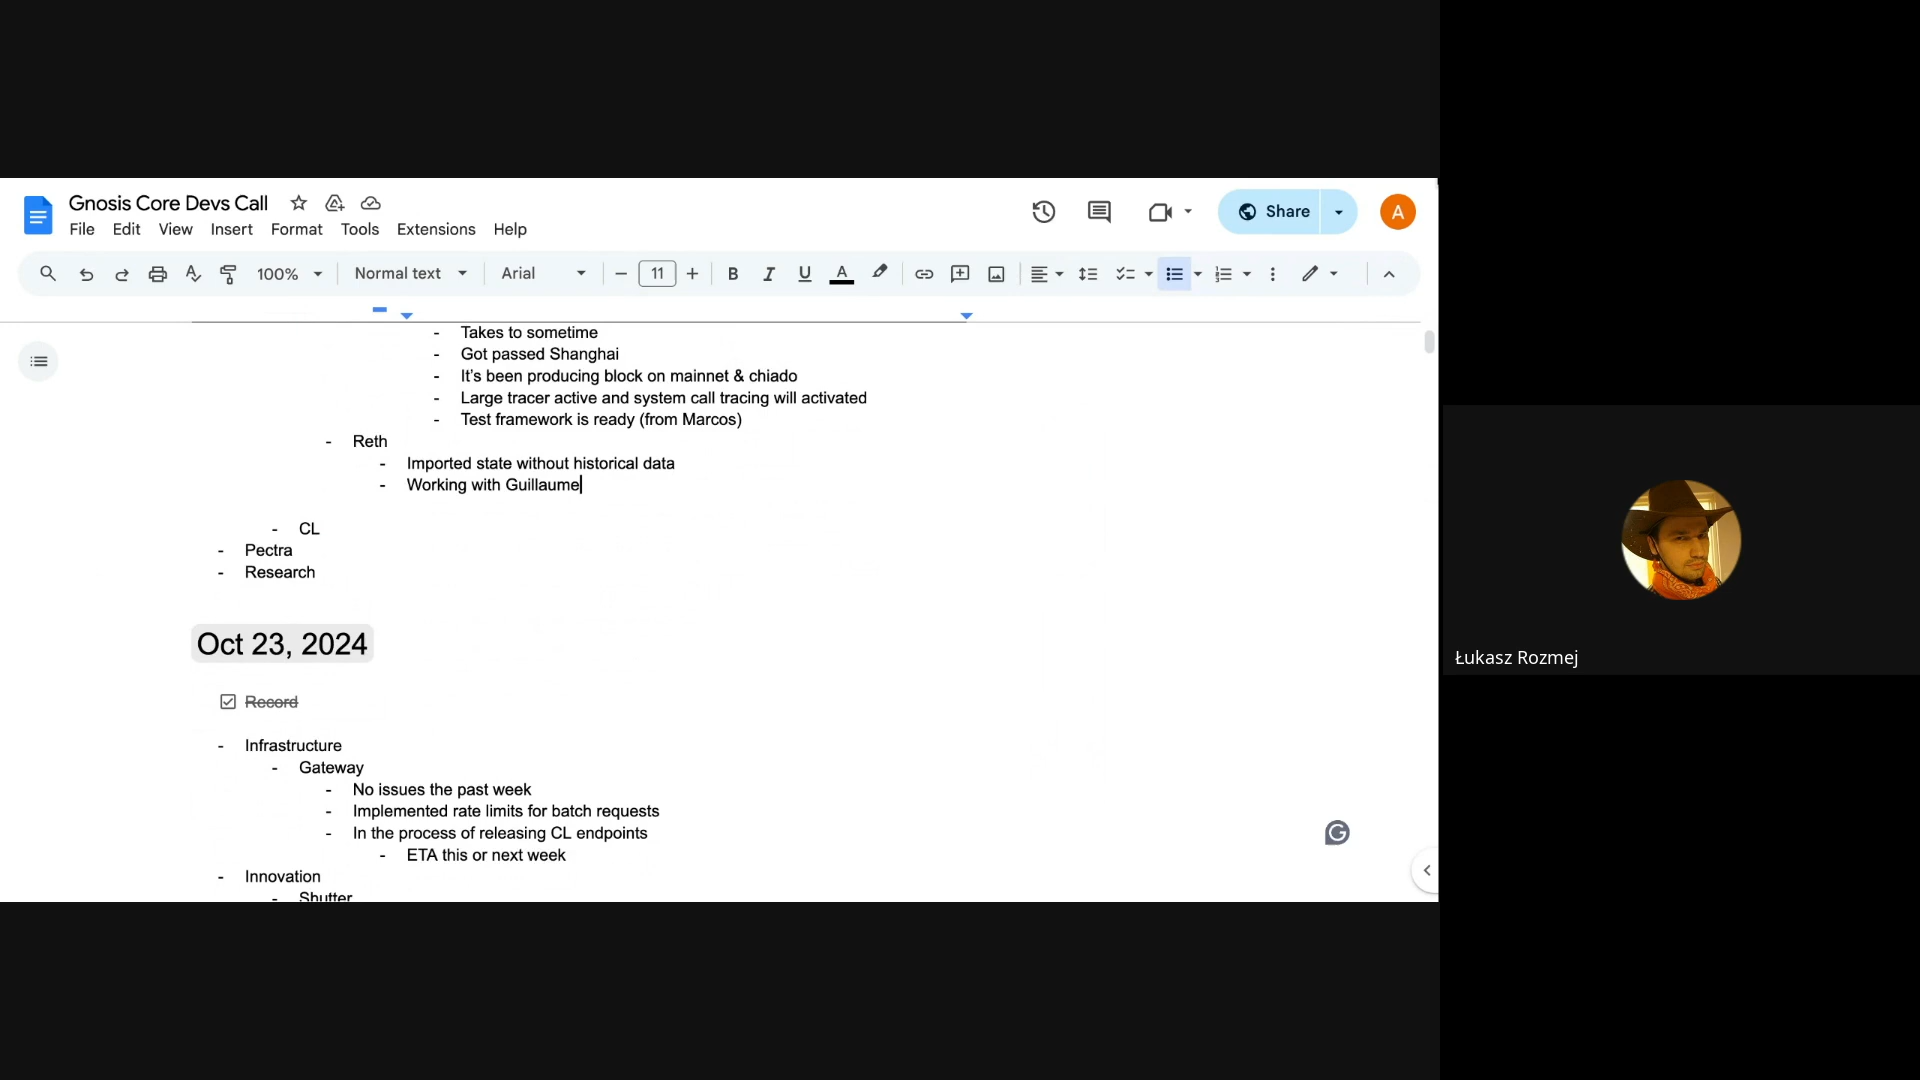 Gnosis Core Devs Call
File Edit View Insert Format Tools Extensions Help
Share
A
100% Normal text Arial 11 B I U A
- Takes to sometime
- Got passed Shanghai
- It's been producing block on mainnet & chiado
- Large tracer active and system call tracing will activated
- Test framework is ready (from Marcos)
- Reth
- Imported state without historical data
- Working with Guillaume
- CL
- Pectra
- Research
Oct 23, 2024
Record
- Infrastructure
- Gateway
- No issues the past week
- Implemented rate limits for batch requests
- In the process of releasing CL endpoints
- ETA this or next week
- Innovation
- Shutter
Łukasz Rozmej